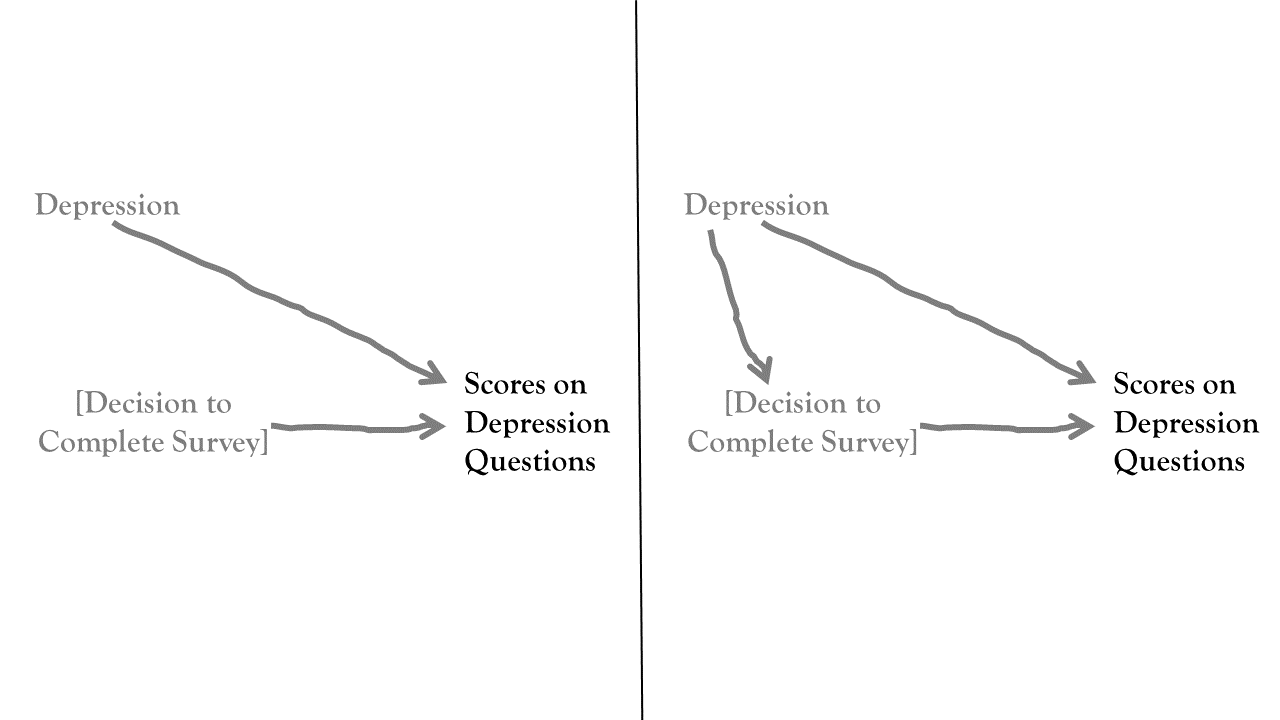 Depression
[Decision to
Complete Survey]
Scores on
Depression
Questions
Depression
[Decision to
Complete Survey]
Scores on
Depression
Questions